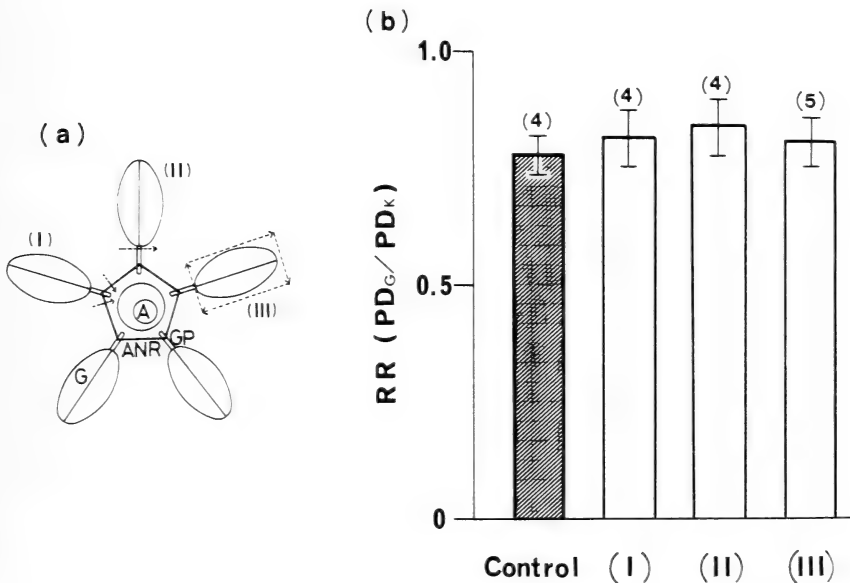 (a)
(II)
(I)
(III)
A
GP
ANR
G
(b)
RR (PDG/PDK)
1.0
0.5
0
(4)
(4)
(4)
(5)
Control (I) (II) (III)